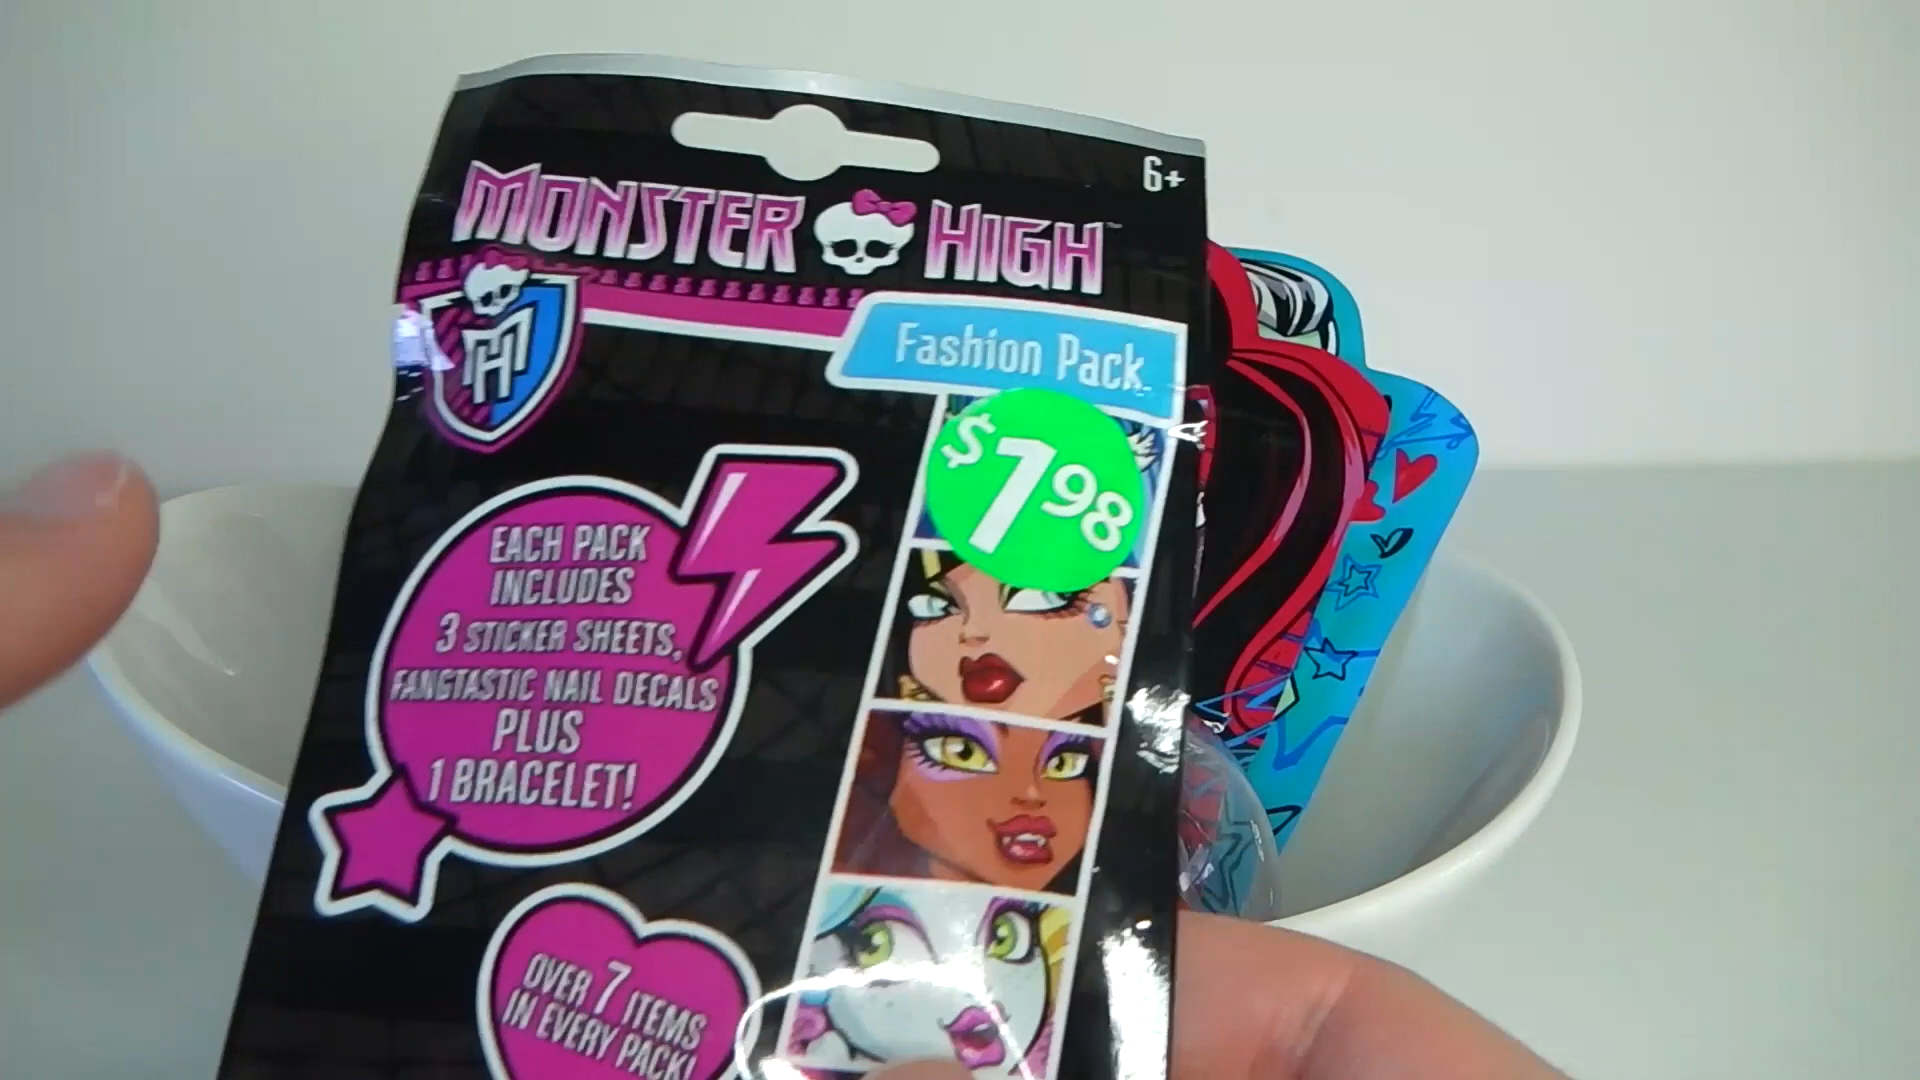 6+
MONSTER HIGH™
H
Fashion Pack
$1.98
EACH PACK
INCLUDES
3 STICKER SHEETS,
FANGTASTIC NAIL DECALS
PLUS
1 BRACELET!
OVER 7 ITEMS
IN EVERY PACK!